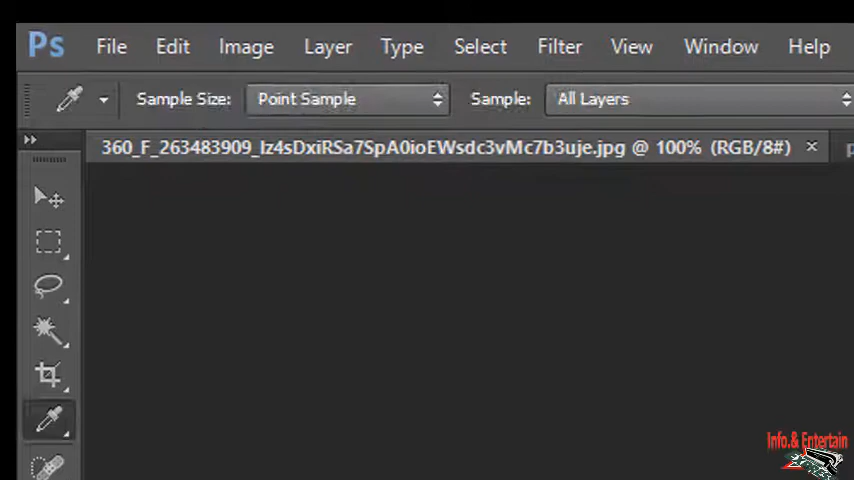 Ps File Edit Image Layer Type Select Filter View Window Help
Sample Size: Point Sample Sample: All Layers
360_F_263483909_Iz4sDxiRSa7SpA0ioEWsdc3vMc7b3uje.jpg @ 100% (RGB/8#) ×
Info.& Entertain